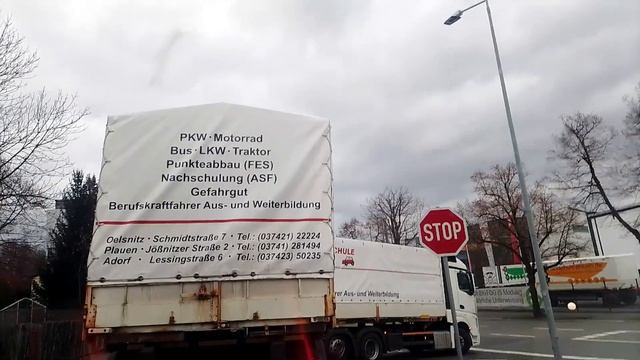 PKW · Motorrad
Bus · LKW · Traktor
Punkteabbau (FES)
Nachschulung (ASF)
Gefahrgut
Berufskraftfahrer Aus- und Weiterbildung
Oelsnitz · Schmidtstraße 7 · Tel.: (037421) 22224
Plauen · Jößnitzer Straße 2 · Tel.: (03741) 281494
Adorf · Lessingstraße 6 · Tel.: (037423) 50235
CHULE
rer Aus- und Weiterbildung
STOP